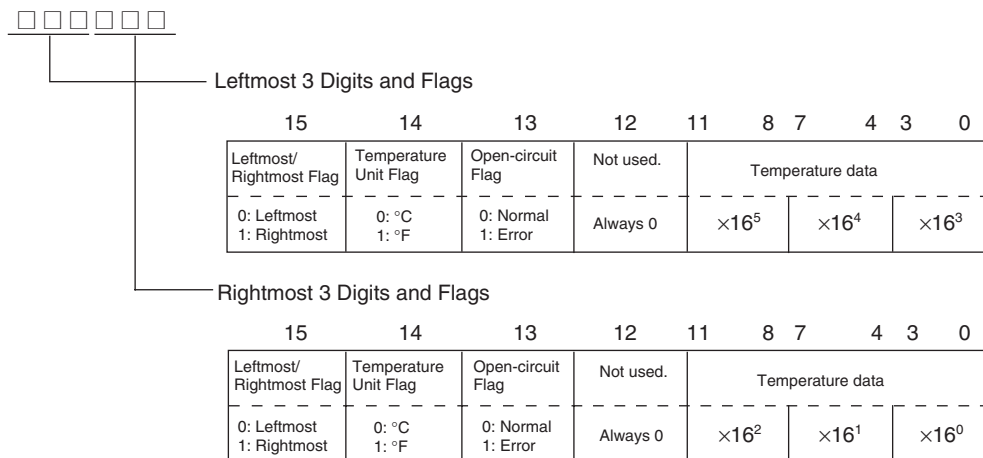 □□□□□□
Leftmost 3 Digits and Flags
15 14 13 12 11 8 7 4 3 0
Leftmost/ Temperature Open-circuit Not used. Temperature data
Rightmost Flag Unit Flag Flag
0: Leftmost 0: °C 0: Normal Always 0 ×16⁵ ×16⁴ ×16³
1: Rightmost 1: °F 1: Error
Rightmost 3 Digits and Flags
15 14 13 12 11 8 7 4 3 0
Leftmost/ Temperature Open-circuit Not used. Temperature data
Rightmost Flag Unit Flag Flag
0: Leftmost 0: °C 0: Normal Always 0 ×16² ×16¹ ×16⁰
1: Rightmost 1: °F 1: Error